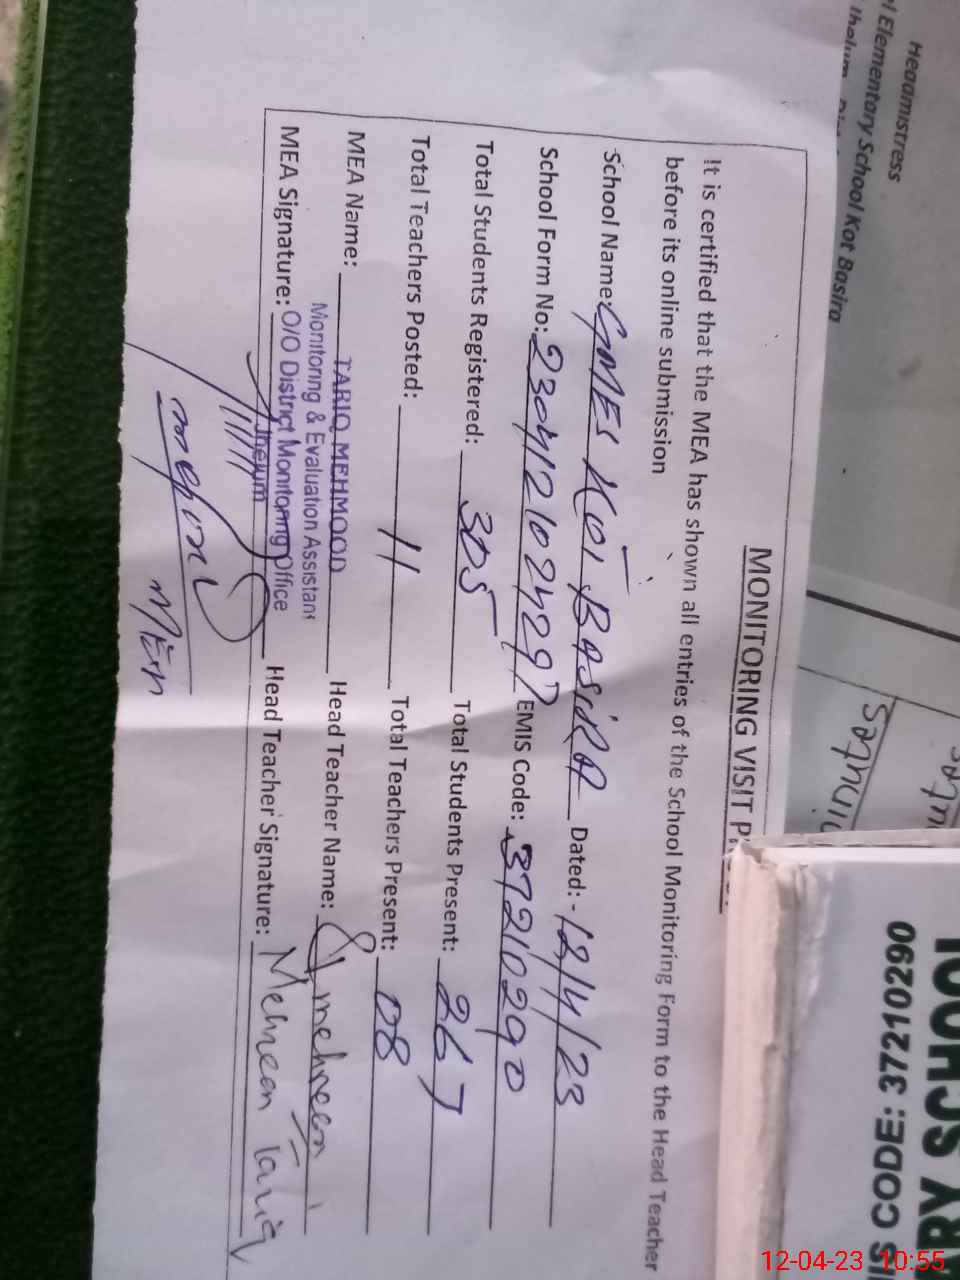 MONITORING VISIT
It is certified that the MEA has shown all entries of the School Monitoring Form to the Head Teacher
before its online submission
School Name: GMES Kot Basira Dated: - 12/4/23
School Form No: EMIS Code: 37210290
Total Students Registered: 305 Total Students Present: 267
Total Teachers Posted: 11 Total Teachers Present: 08
MEA Name: TARIQ MEHMOOD Head Teacher Name: mehreen
Monitoring & Evaluation Assistant
MEA Signature: O/O District Monitoring Office Head Teacher Signature: Mehreen Tariq
Jhelum
Headmistress
Elementary School Kot Basira
Jhelum
Minutes
CODE: 37210290
12-04-23 10:55